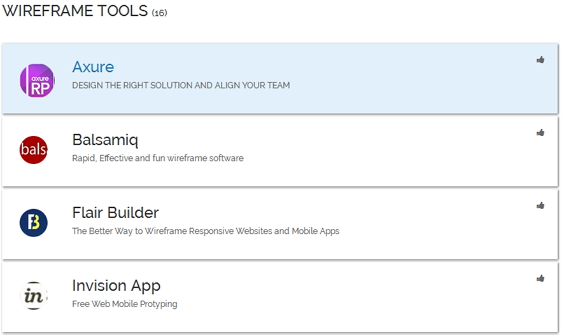 WIREFRAME TOOLS (16)
axure
RP
Axure
DESIGN THE RIGHT SOLUTION AND ALIGN YOUR TEAM
bals
Balsamiq
Rapid, Effective and fun wireframe software
Flair Builder
The Better Way to Wireframe Responsive Websites and Mobile Apps
in
Invision App
Free Web Mobile Protyping